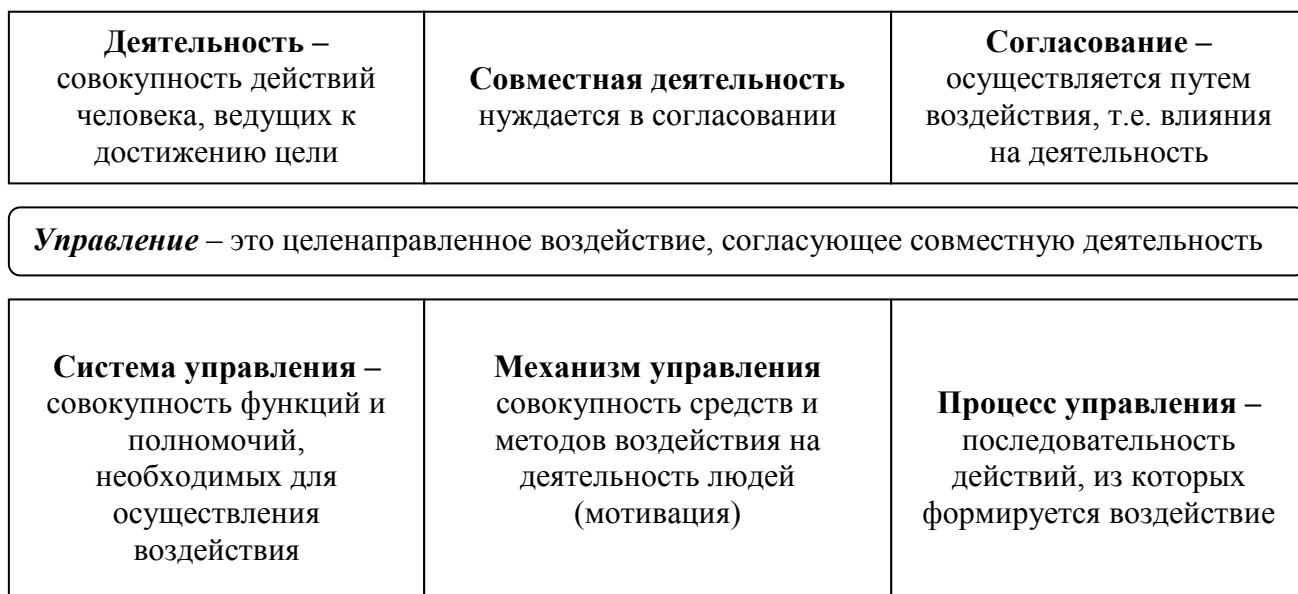 Деятельность –
совокупность действий
человека, ведущих к
достижению цели
Совместная деятельность
нуждается в согласовании
Согласование –
осуществляется путем
воздействия, т.е. влияния
на деятельность
Управление – это целенаправленное воздействие, согласующее совместную деятельность
Система управления –
совокупность функций и
полномочий,
необходимых для
осуществления
воздействия
Механизм управления
совокупность средств и
методов воздействия на
деятельность людей
(мотивация)
Процесс управления –
последовательность
действий, из которых
формируется воздействие